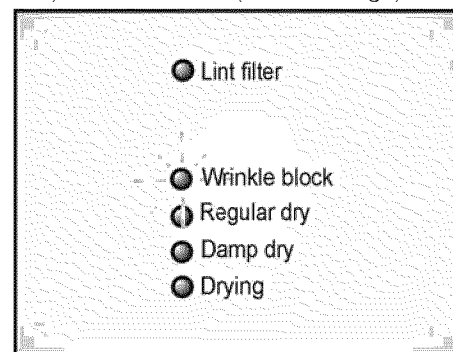 Lint filter
Wrinkle block
Regular dry
Damp dry
Drying